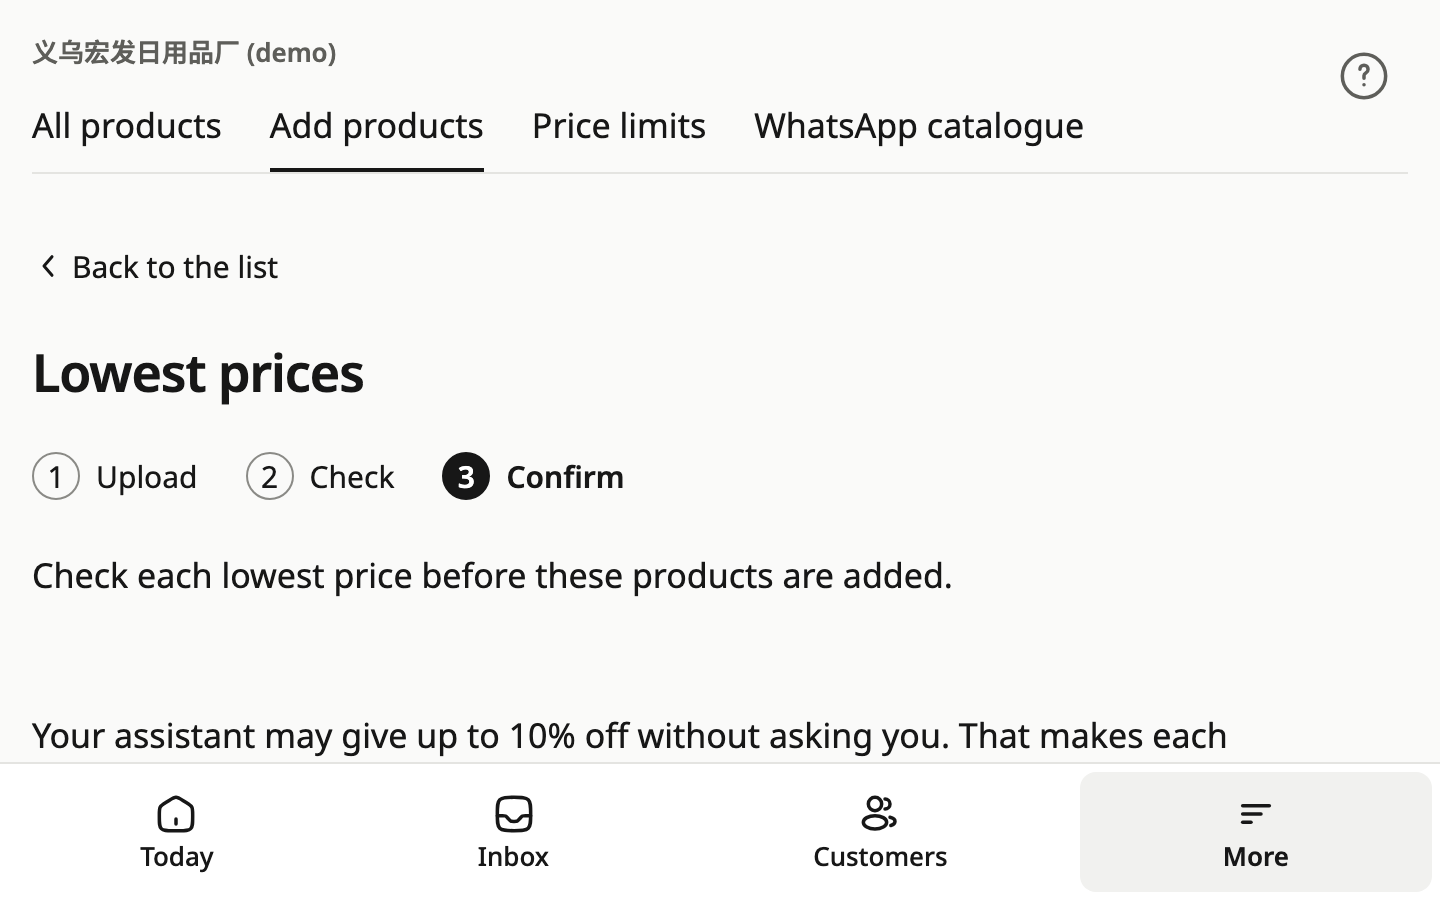 义乌宏发日用品厂 (demo)
All products
Add products
Price limits
WhatsApp catalogue
Back to the list
Lowest prices
1 Upload
2 Check
3 Confirm
Check each lowest price before these products are added.
Your assistant may give up to 10% off without asking you. That makes each
Today
Inbox
Customers
More